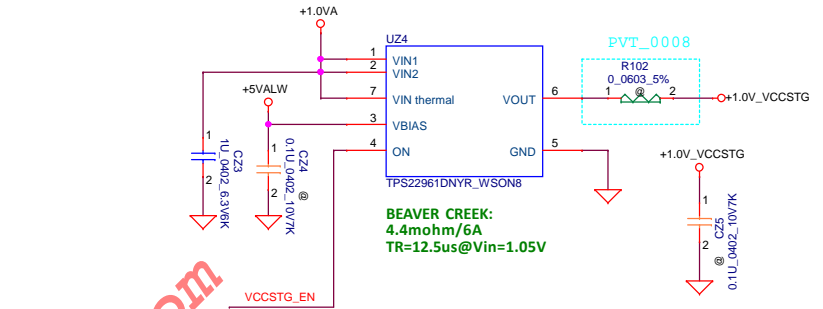 +1.0VA
UZ4
1
VIN1
2
VIN2
7
VIN thermal
+5VALW
3
VBIAS
4
ON
VOUT
6
GND
5
TPS22961DNYR_WSON8
PVT_0008
R102
0_0603_5%
@
1
2
+1.0V_VCCSTG
1
2
CZ3
1U_0402_6.3V6K
1
2
CZ4
0.1U_0402_10V7K
@
BEAVER CREEK:
4.4mohm/6A
TR=12.5us@Vin=1.05V
+1.0V_VCCSTG
1
2
CZ5
0.1U_0402_10V7K
@
VCCSTG_EN
om